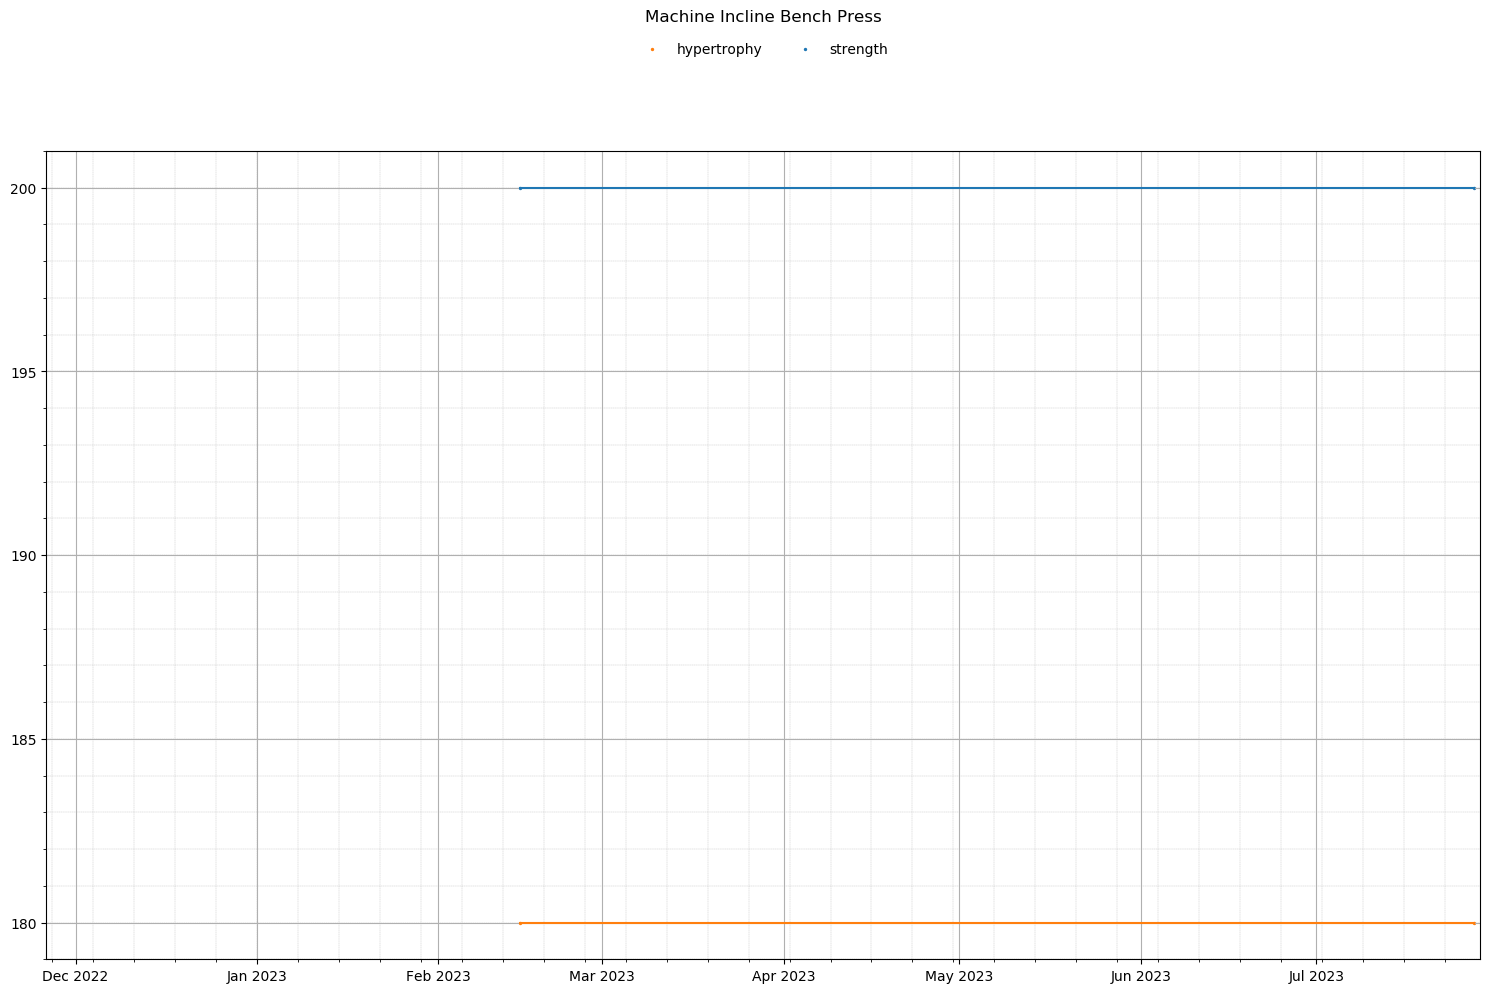 Machine Incline Bench Press
hypertrophy strength
200
195
190
185
180
Dec 2022 Jan 2023 Feb 2023 Mar 2023 Apr 2023 May 2023 Jun 2023 Jul 2023